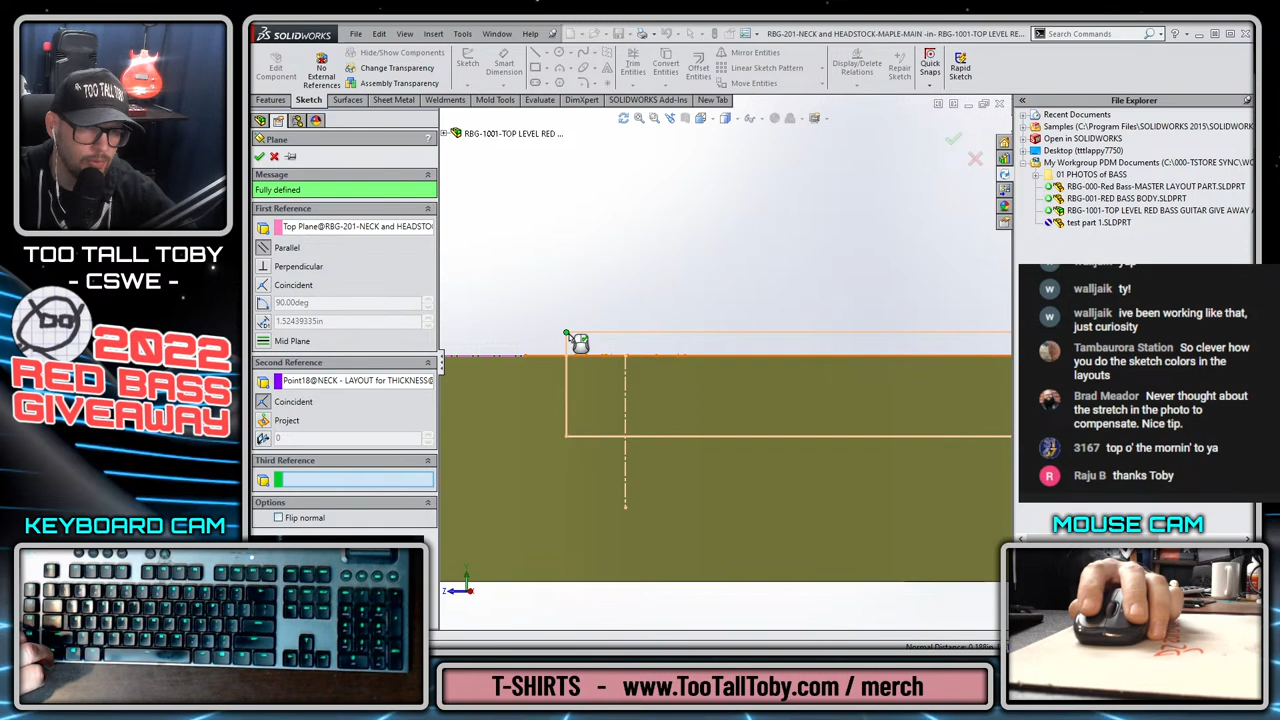 SOLIDWORKS File Edit View Insert Tools Window Help RBG-201-NECK AND HEADSTOCK-MAPLE-MAIN -in- RBG-1001-TOP LEVEL RE... Search Commands
Edit Component
No External References
Hide/Show Components
Change Transparency
Assembly Transparency
Sketch
Smart Dimension
Trim Entities
Convert Entities
Offset Entities
Mirror Entities
Linear Sketch Pattern
Move Entities
Display/Delete Relations
Repair Sketch
Quick Snaps
Rapid Sketch
Features Sketch Surfaces Sheet Metal Weldments Mold Tools Evaluate DimXpert SOLIDWORKS Add-Ins New Tab
File Explorer
Recent Documents
Samples (C:\Program Files\SOLIDWORKS 2015\SOLIDWOR
Open in SOLIDWORKS
Desktop (tttlappy7750)
My Workgroup PDM Documents (C:\000-TSTORE SYNC\W
01 PHOTOS of BASS
RBG-000-Red Bass-MASTER LAYOUT PART.SLDPRT
RBG-001-RED BASS BODY.SLDPRT
RBG-1001-TOP LEVEL RED BASS GUITAR GIVE AWAY
test part 1.SLDPRT
RBG-1001-TOP LEVEL RED ...
Plane
?
Message
Fully defined
First Reference
Top Plane@RBG-201-NECK and HEADSTO
Parallel
Perpendicular
Coincident
90.00deg
1.52439335in
Mid Plane
Second Reference
Point18@NECK - LAYOUT for THICKNESS@
Coincident
Project
0
Third Reference
Options
Flip normal
Y
Z
Normal Distance: 0.188in
TOO TALL TOBY
TOO TALL TOBY
- CSWE -
2022
RED BASS
GIVEAWAY
KEYBOARD CAM
walljaik yup
walljaik ty!
walljaik ive been working like that,
just curiosity
Tambaurora Station So clever how
you do the sketch colors in the
layouts
Brad Meador Never thought about
the stretch in the photo to
compensate. Nice tip.
3167 top o' the mornin' to ya
Raju B thanks Toby
MOUSE CAM
T-SHIRTS - www.TooTallToby.com / merch